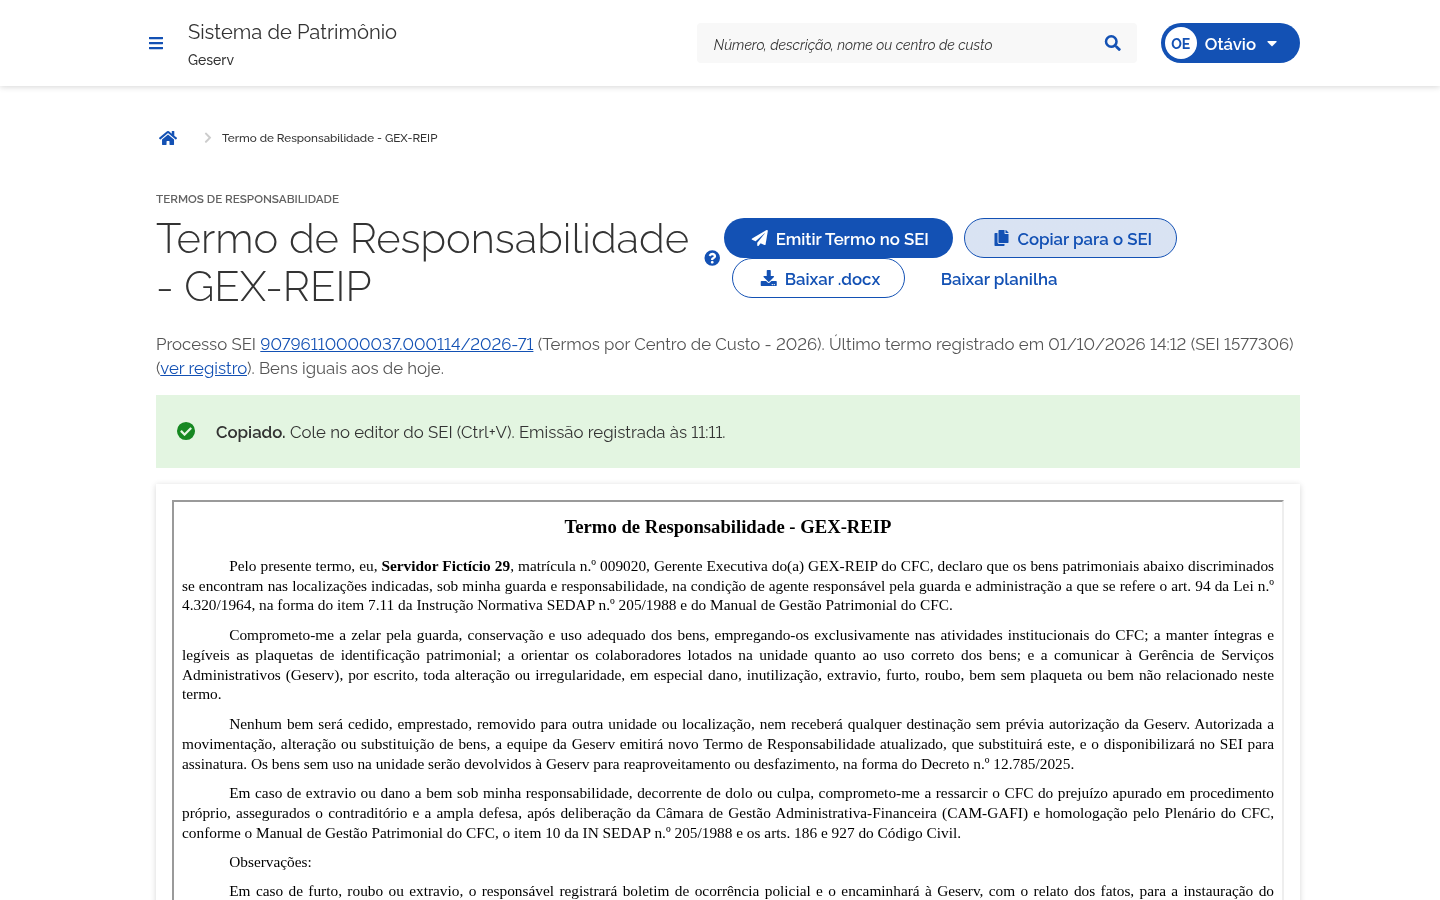 Sistema de Patrimônio
Geserv
Número, descrição, nome ou centro de custo
OE Otávio
Termo de Responsabilidade - GEX-REIP
TERMOS DE RESPONSABILIDADE
Termo de Responsabilidade
- GEX-REIP
Emitir Termo no SEI
Copiar para o SEI
Baixar .docx
Baixar planilha
Processo SEI 90796110000037.000114/2026-71 (Termos por Centro de Custo - 2026). Último termo registrado em 01/10/2026 14:12 (SEI 1577306)
(ver registro). Bens iguais aos de hoje.
Copiado. Cole no editor do SEI (Ctrl+V). Emissão registrada às 11:11.
Termo de Responsabilidade - GEX-REIP
Pelo presente termo, eu, Servidor Fictício 29, matrícula n.º 009020, Gerente Executiva do(a) GEX-REIP do CFC, declaro que os bens patrimoniais abaixo discriminados
se encontram nas localizações indicadas, sob minha guarda e responsabilidade, na condição de agente responsável pela guarda e administração a que se refere o art. 94 da Lei n.º
4.320/1964, na forma do item 7.11 da Instrução Normativa SEDAP n.º 205/1988 e do Manual de Gestão Patrimonial do CFC.
Comprometo-me a zelar pela guarda, conservação e uso adequado dos bens, empregando-os exclusivamente nas atividades institucionais do CFC; a manter íntegras e
legíveis as plaquetas de identificação patrimonial; a orientar os colaboradores lotados na unidade quanto ao uso correto dos bens; e a comunicar à Gerência de Serviços
Administrativos (Geserv), por escrito, toda alteração ou irregularidade, em especial dano, inutilização, extravio, furto, roubo, bem sem plaqueta ou bem não relacionado neste
termo.
Nenhum bem será cedido, emprestado, removido para outra unidade ou localização, nem receberá qualquer destinação sem prévia autorização da Geserv. Autorizada a
movimentação, alteração ou substituição de bens, a equipe da Geserv emitirá novo Termo de Responsabilidade atualizado, que substituirá este, e o disponibilizará no SEI para
assinatura. Os bens sem uso na unidade serão devolvidos à Geserv para reaproveitamento ou desfazimento, na forma do Decreto n.º 12.785/2025.
Em caso de extravio ou dano a bem sob minha responsabilidade, decorrente de dolo ou culpa, comprometo-me a ressarcir o CFC do prejuízo apurado em procedimento
próprio, assegurados o contraditório e a ampla defesa, após deliberação da Câmara de Gestão Administrativa-Financeira (CAM-GAFI) e homologação pelo Plenário do CFC,
conforme o Manual de Gestão Patrimonial do CFC, o item 10 da IN SEDAP n.º 205/1988 e os arts. 186 e 927 do Código Civil.
Observações:
Em caso de furto, roubo ou extravio, o responsável registrará boletim de ocorrência policial e o encaminhará à Geserv, com o relato dos fatos, para a instauração do